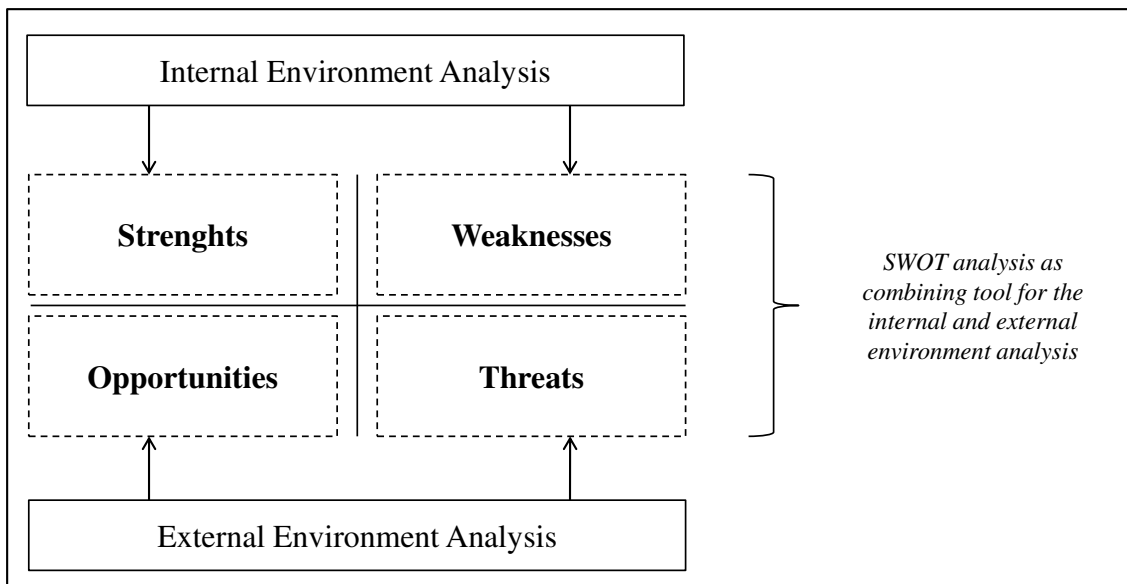 Internal Environment Analysis
Strenghts
Weaknesses
SWOT analysis as
combining tool for the
internal and external
environment analysis
Opportunities
Threats
External Environment Analysis